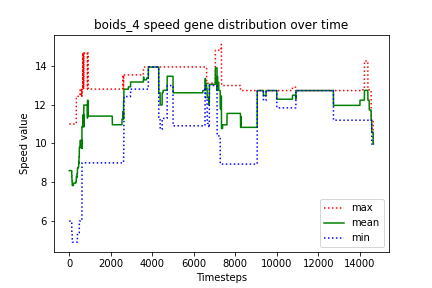 boids_4 speed gene distribution over time
Speed value
14
12
10
8
6
0 2000 4000 6000 8000 10000 12000 14000
Timesteps
max
mean
min